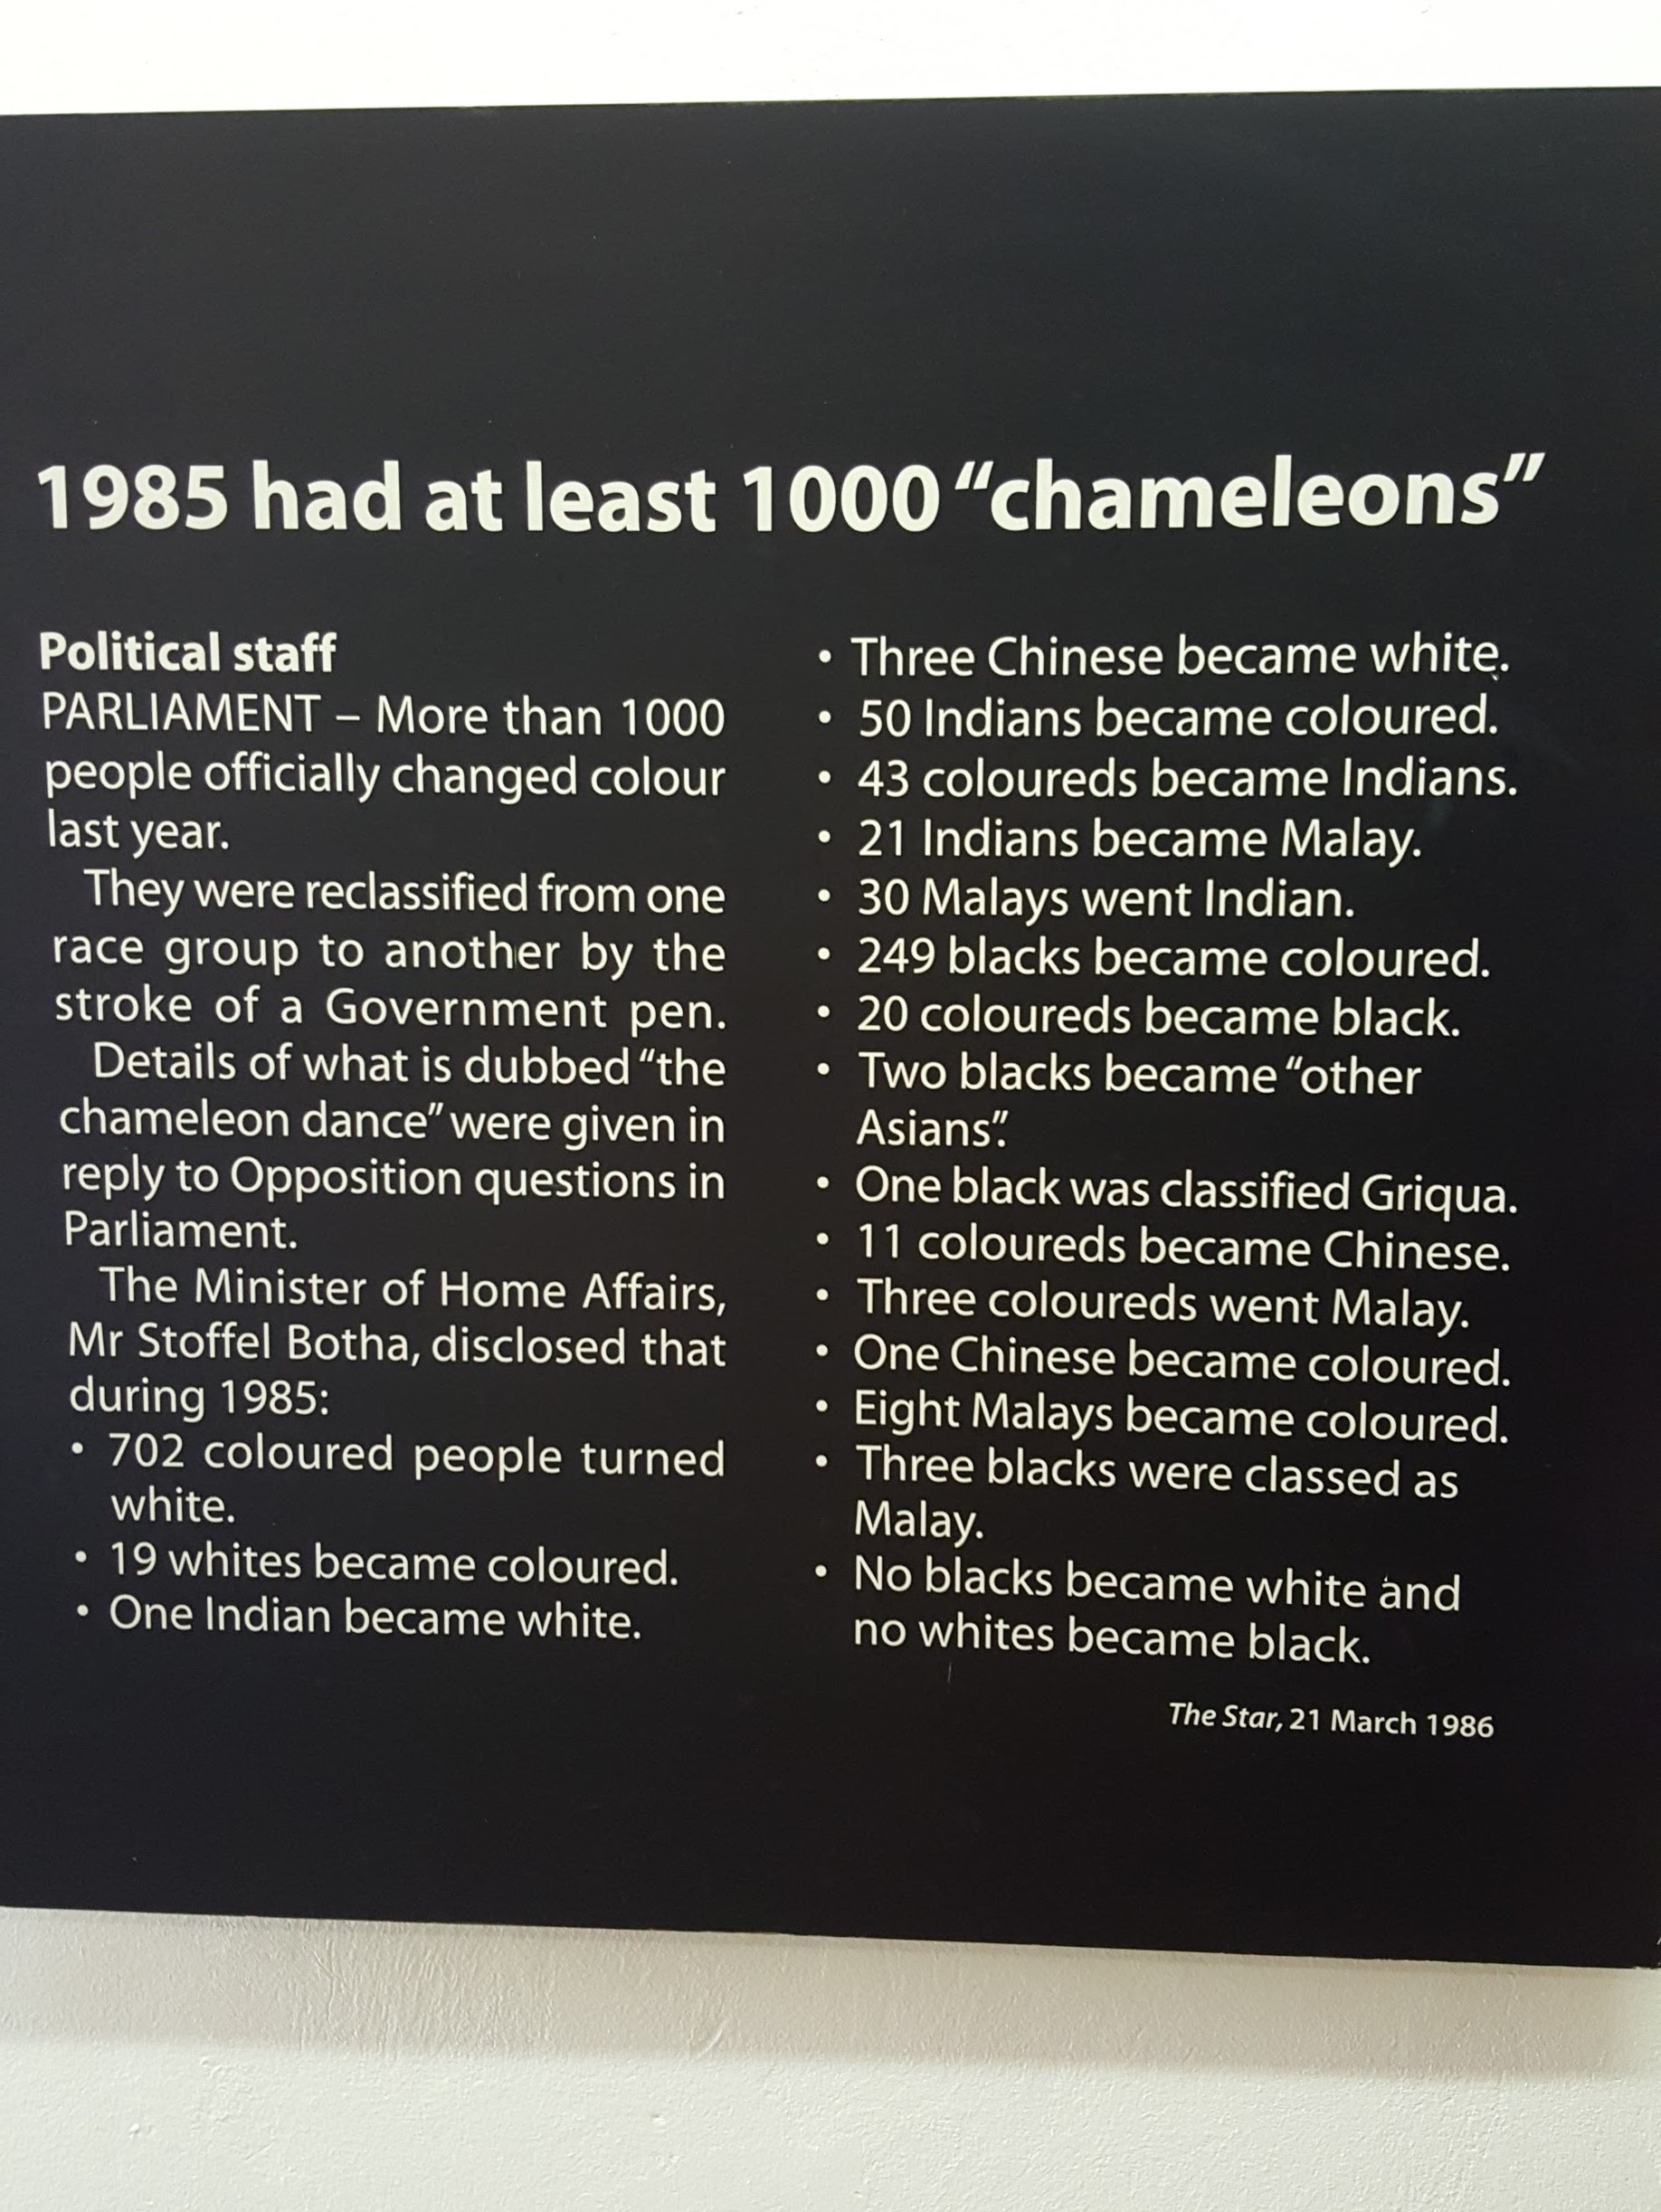 1985 had at least 1000 “chameleons”
Political staff
PARLIAMENT – More than 1000
people officially changed colour
last year.
They were reclassified from one
race group to another by the
stroke of a Government pen.
Details of what is dubbed “the
chameleon dance” were given in
reply to Opposition questions in
Parliament.
The Minister of Home Affairs,
Mr Stoffel Botha, disclosed that
during 1985:
• 702 coloured people turned
white.
• 19 whites became coloured.
• One Indian became white.
• Three Chinese became white.
• 50 Indians became coloured.
• 43 coloureds became Indians.
• 21 Indians became Malay.
• 30 Malays went Indian.
• 249 blacks became coloured.
• 20 coloureds became black.
• Two blacks became “other
Asians”.
• One black was classified Griqua.
• 11 coloureds became Chinese.
• Three coloureds went Malay.
• One Chinese became coloured.
• Eight Malays became coloured.
• Three blacks were classed as
Malay.
• No blacks became white and
no whites became black.
The Star, 21 March 1986